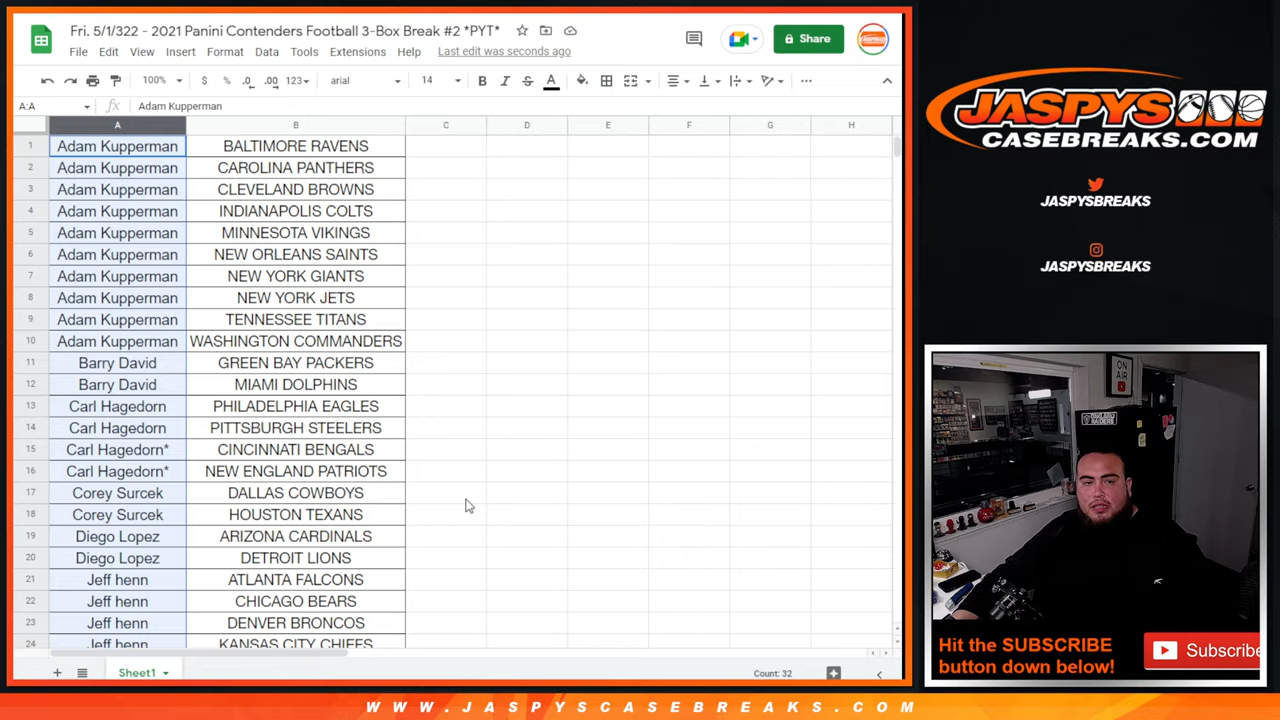 Fri. 5/1/322 - 2021 Panini Contenders Football 3-Box Break #2 *PYT*
File Edit View Insert Format Data Tools Extensions Help Last edit was seconds ago
Share
100% $ % .0 .00 123 arial 14 B I S A
A:A fx Adam Kupperman
A B C D E F G H
1 Adam Kupperman BALTIMORE RAVENS
2 Adam Kupperman CAROLINA PANTHERS
3 Adam Kupperman CLEVELAND BROWNS
4 Adam Kupperman INDIANAPOLIS COLTS
5 Adam Kupperman MINNESOTA VIKINGS
6 Adam Kupperman NEW ORLEANS SAINTS
7 Adam Kupperman NEW YORK GIANTS
8 Adam Kupperman NEW YORK JETS
9 Adam Kupperman TENNESSEE TITANS
10 Adam Kupperman WASHINGTON COMMANDERS
11 Barry David GREEN BAY PACKERS
12 Barry David MIAMI DOLPHINS
13 Carl Hagedorn PHILADELPHIA EAGLES
14 Carl Hagedorn PITTSBURGH STEELERS
15 Carl Hagedorn* CINCINNATI BENGALS
16 Carl Hagedorn* NEW ENGLAND PATRIOTS
17 Corey Surcek DALLAS COWBOYS
18 Corey Surcek HOUSTON TEXANS
19 Diego Lopez ARIZONA CARDINALS
20 Diego Lopez DETROIT LIONS
21 Jeff henn ATLANTA FALCONS
22 Jeff henn CHICAGO BEARS
23 Jeff henn DENVER BRONCOS
24 Jeff henn KANSAS CITY CHIEFS
Sheet1 Count: 32
JASPYS
CASEBREAKS.COM
JASPYSBREAKS
JASPYSBREAKS
ON
AIR
Hit the SUBSCRIBE
button down below!
Subscribe
WWW.JASPYSCASEBREAKS.COM